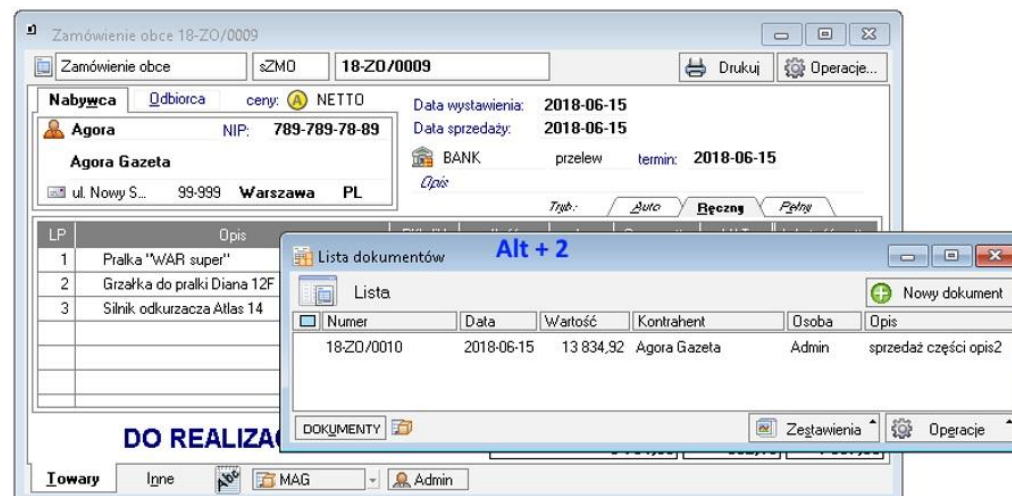 Zamówienie obce 18-ZO/0009
Zamówienie obce sZMO 18-ZO/0009 Drukuj Operacje...
Nabywca Odbiorca ceny: A NETTO
Agora NIP: 789-789-78-89
Agora Gazeta
ul. Nowy S... 99-999 Warszawa PL
Data wystawienia: 2018-06-15
Data sprzedaży: 2018-06-15
BANK przelew termin: 2018-06-15
Opis
Tryb: Auto Ręczny Pełny
LP Opis
1 Pralka "WAR super"
2 Grzałka do pralki Diana 12F
3 Silnik odkurzacza Atlas 14
Alt + 2
Lista dokumentów
Lista Nowy dokument
Numer Data Wartość Kontrahent Osoba Opis
18-ZO/0010 2018-06-15 13 834,92 Agora Gazeta Admin sprzedaż części opis2
DOKUMENTY Zestawienia Operacje
DO REALIZA
Towary Inne MAG Admin